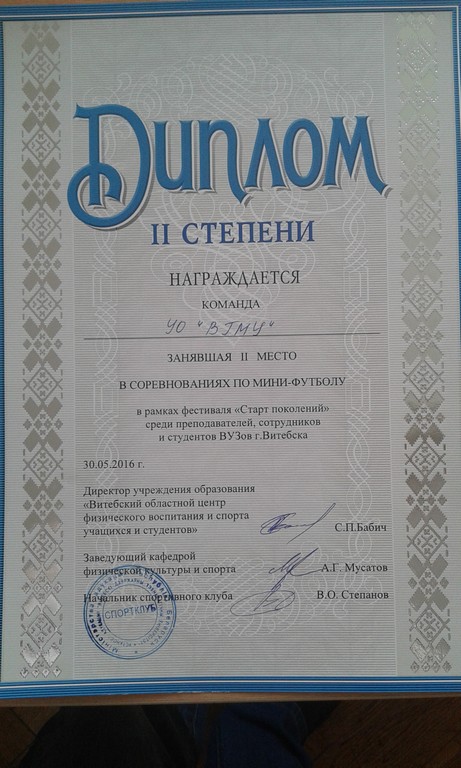 Диплом
II СТЕПЕНИ
НАГРАЖДАЕТСЯ
КОМАНДА
УО "ВГМУ"
ЗАНЯВШАЯ II МЕСТО
В СОРЕВНОВАНИЯХ ПО МИНИ-ФУТБОЛУ
в рамках фестиваля «Старт поколений»
среди преподавателей, сотрудников
и студентов ВУЗов г.Витебска
30.05.2016 г.
Директор учреждения образования
«Витебский областной центр
физического воспитания и спорта
учащихся и студентов» С.П.Бабич
Заведующий кафедрой
физической культуры и спорта А.Г. Мусатов
Начальник спортивного клуба В.О. Степанов
СПОРТКЛУБ